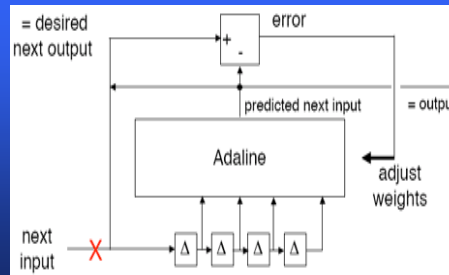 = desired
next output
error
+
-
predicted next input
= outpu
Adaline
adjust
weights
next
input
Δ Δ Δ Δ